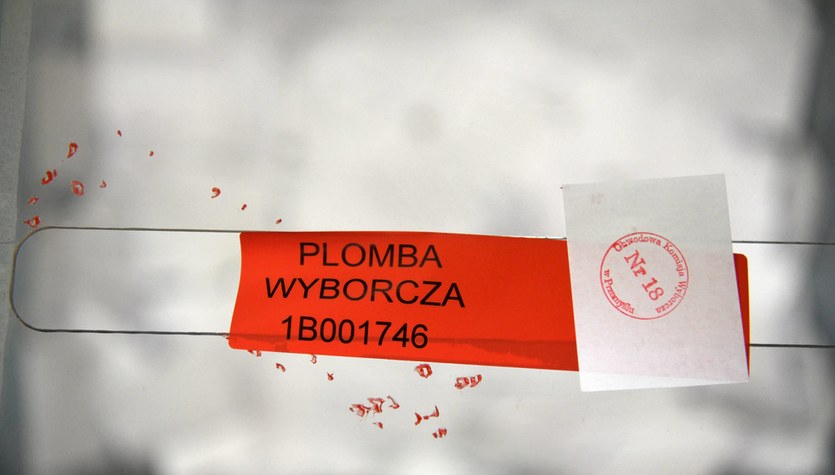 PLOMBA
WYBORCZA
1B001746
Obwodowa Komisja Wyborcza
Nr 18
w Przemyślu